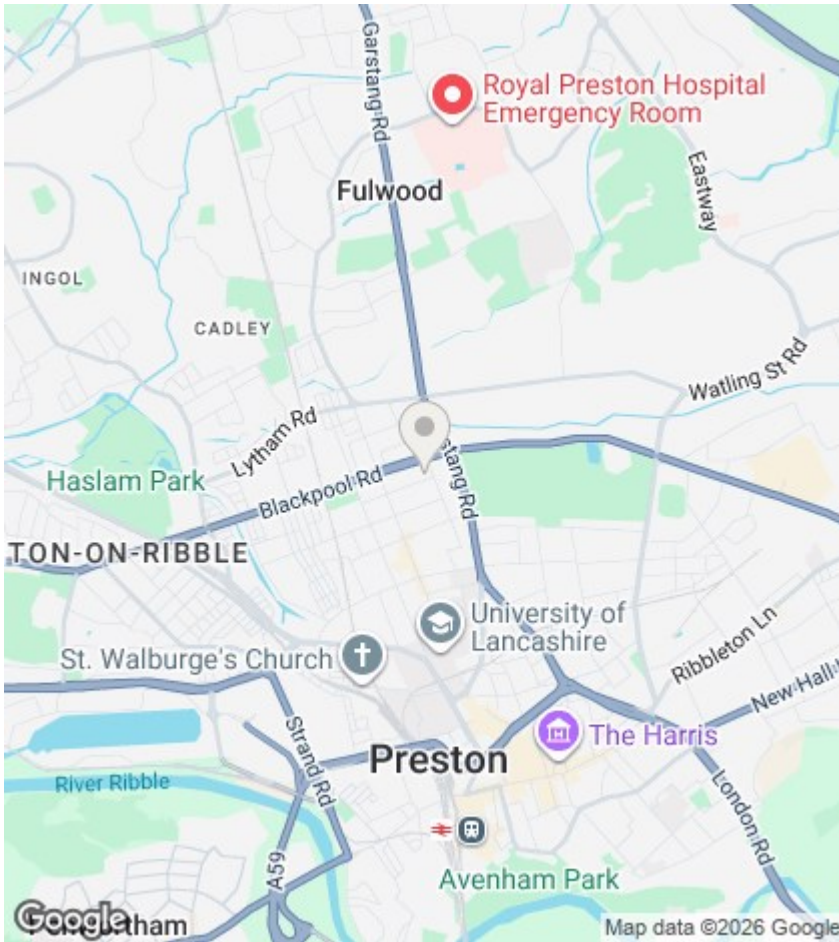 Garstang Rd
Royal Preston Hospital
Emergency Room
Eastway
Fulwood
INGOL
CADLEY
Watling St Rd
Lytham Rd
stang Rd
Haslam Park
Blackpool Rd
TON-ON-RIBBLE
University of
Lancashire
St. Walburge's Church
Ribbleton Ln
New Hall
Strand Rd
The Harris
Preston
River Ribble
London Rd
A59
Avenham Park
Google
rtham
Map data ©2026 Google